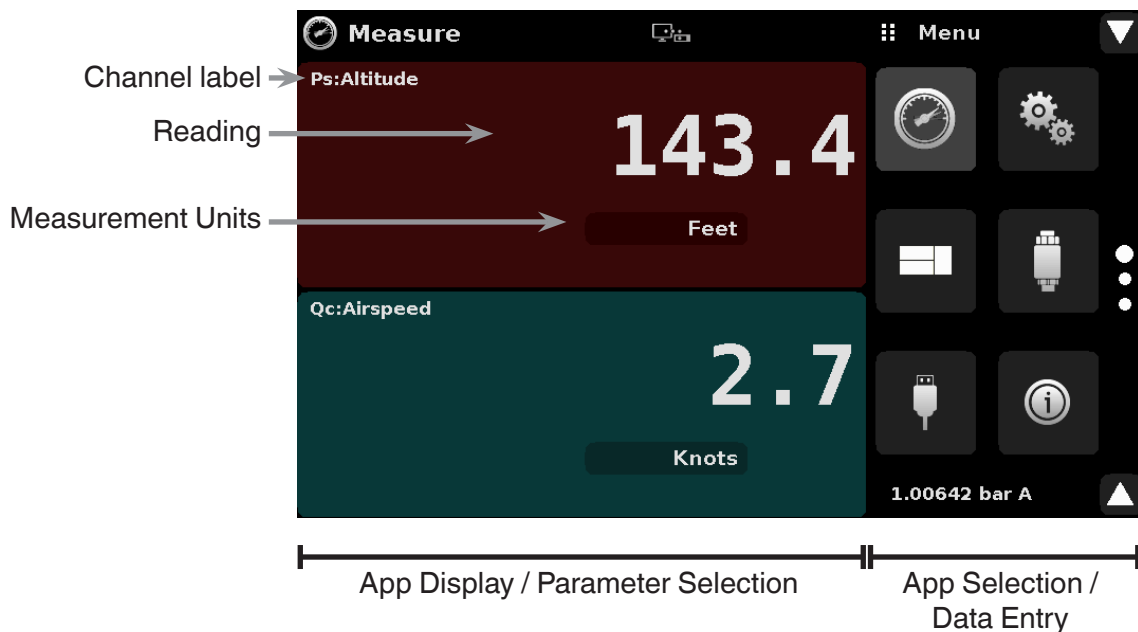 Measure
Menu
Channel label
Ps:Altitude
Reading
143.4
Measurement Units
Feet
Qc:Airspeed
2.7
Knots
1.00642 bar A
App Display / Parameter Selection
App Selection /
Data Entry